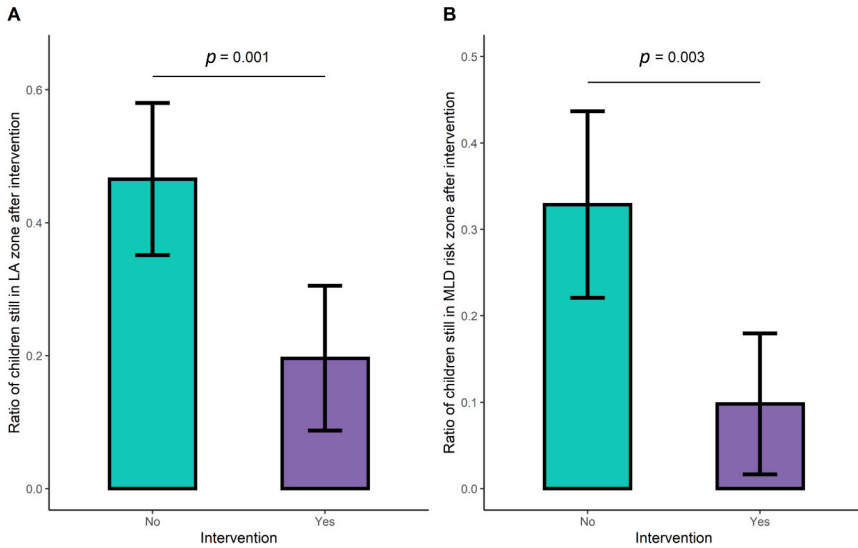 A
p = 0.001
Ratio of children still in LA zone after intervention
0.6
0.4
0.2
0.0
No
Yes
Intervention
B
p = 0.003
Ratio of children still in MLD risk zone after intervention
0.5
0.4
0.3
0.2
0.1
0.0
No
Yes
Intervention